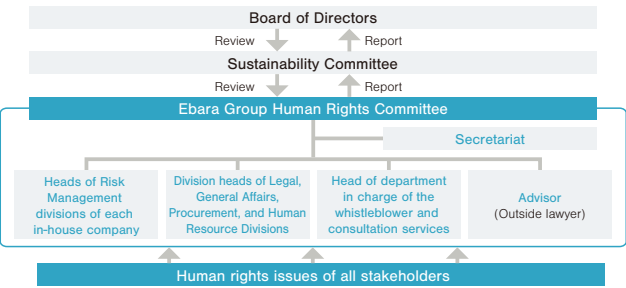 Board of Directors
Review
Report
Sustainability Committee
Review
Report
Ebara Group Human Rights Committee
Secretariat
Heads of Risk
Management
divisions of each
in-house company
Division heads of Legal,
General Affairs,
Procurement, and Human
Resource Divisions
Head of department
in charge of the
whistleblower and
consultation services
Advisor
(Outside lawyer)
Human rights issues of all stakeholders